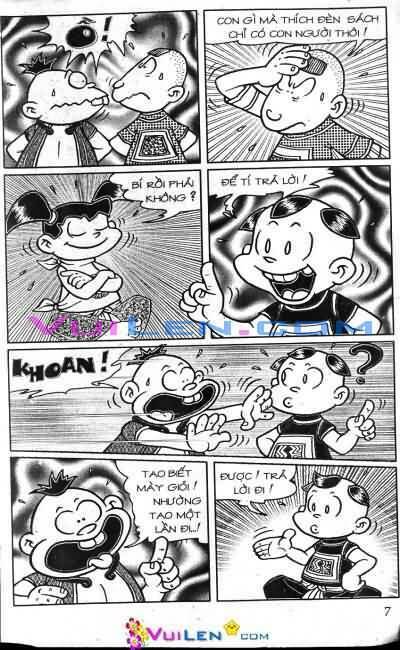 !
CON GÌ MÀ THÍCH ĐÈN SÁCH
CHỈ CÓ CON NGƯỜI THÔI!
BÍ RỒI PHẢI
KHÔNG?
ĐỂ TÍ TRẢ LỜI!
VUILEN.COM
KHOAN!
?
TAO BIẾT
MÀY GIỎI!
NHƯỜNG
TAO MỘT
LẦN ĐI..!
ĐƯỢC! TRẢ
LỜI ĐI!
7
VUILEN.COM